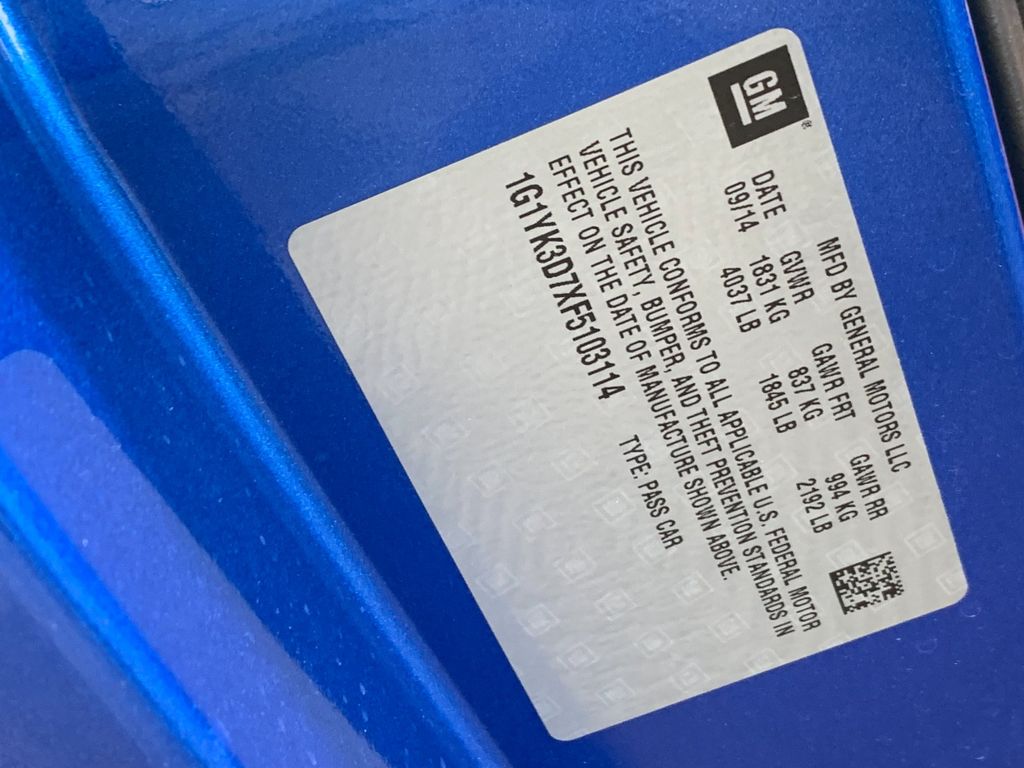 GM
MFD BY GENERAL MOTORS LLC
DATE GVWR GAWR FRT GAWR RR
09/14 1831 KG 837 KG 994 KG
4037 LB 1845 LB 2192 LB
THIS VEHICLE CONFORMS TO ALL APPLICABLE U.S. FEDERAL MOTOR
VEHICLE SAFETY, BUMPER, AND THEFT PREVENTION STANDARDS IN
EFFECT ON THE DATE OF MANUFACTURE SHOWN ABOVE.
1G1YK3D7XF5103114 TYPE: PASS CAR